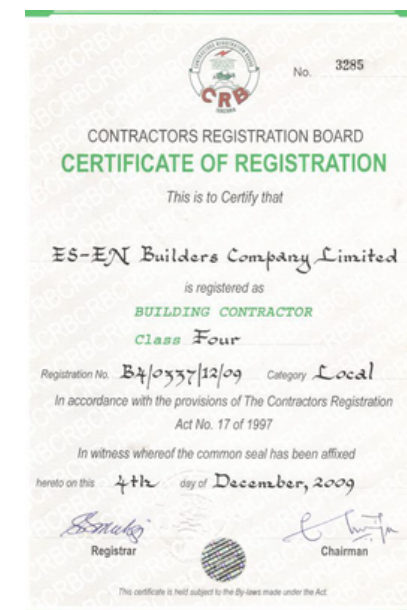 No. 3285
CONTRACTORS REGISTRATION BOARD
CRB
CONTRACTORS REGISTRATION BOARD
CERTIFICATE OF REGISTRATION
This is to Certify that
ES-EN Builders Company Limited
is registered as
BUILDING CONTRACTOR
Class Four
Registration No. B4/0337/12/09 Category Local
In accordance with the provisions of The Contractors Registration
Act No. 17 of 1997
In witness whereof the common seal has been affixed
hereto on this 4th day of December, 2009
Registrar Chairman
This certificate is held subject to the By-laws made under the Act.